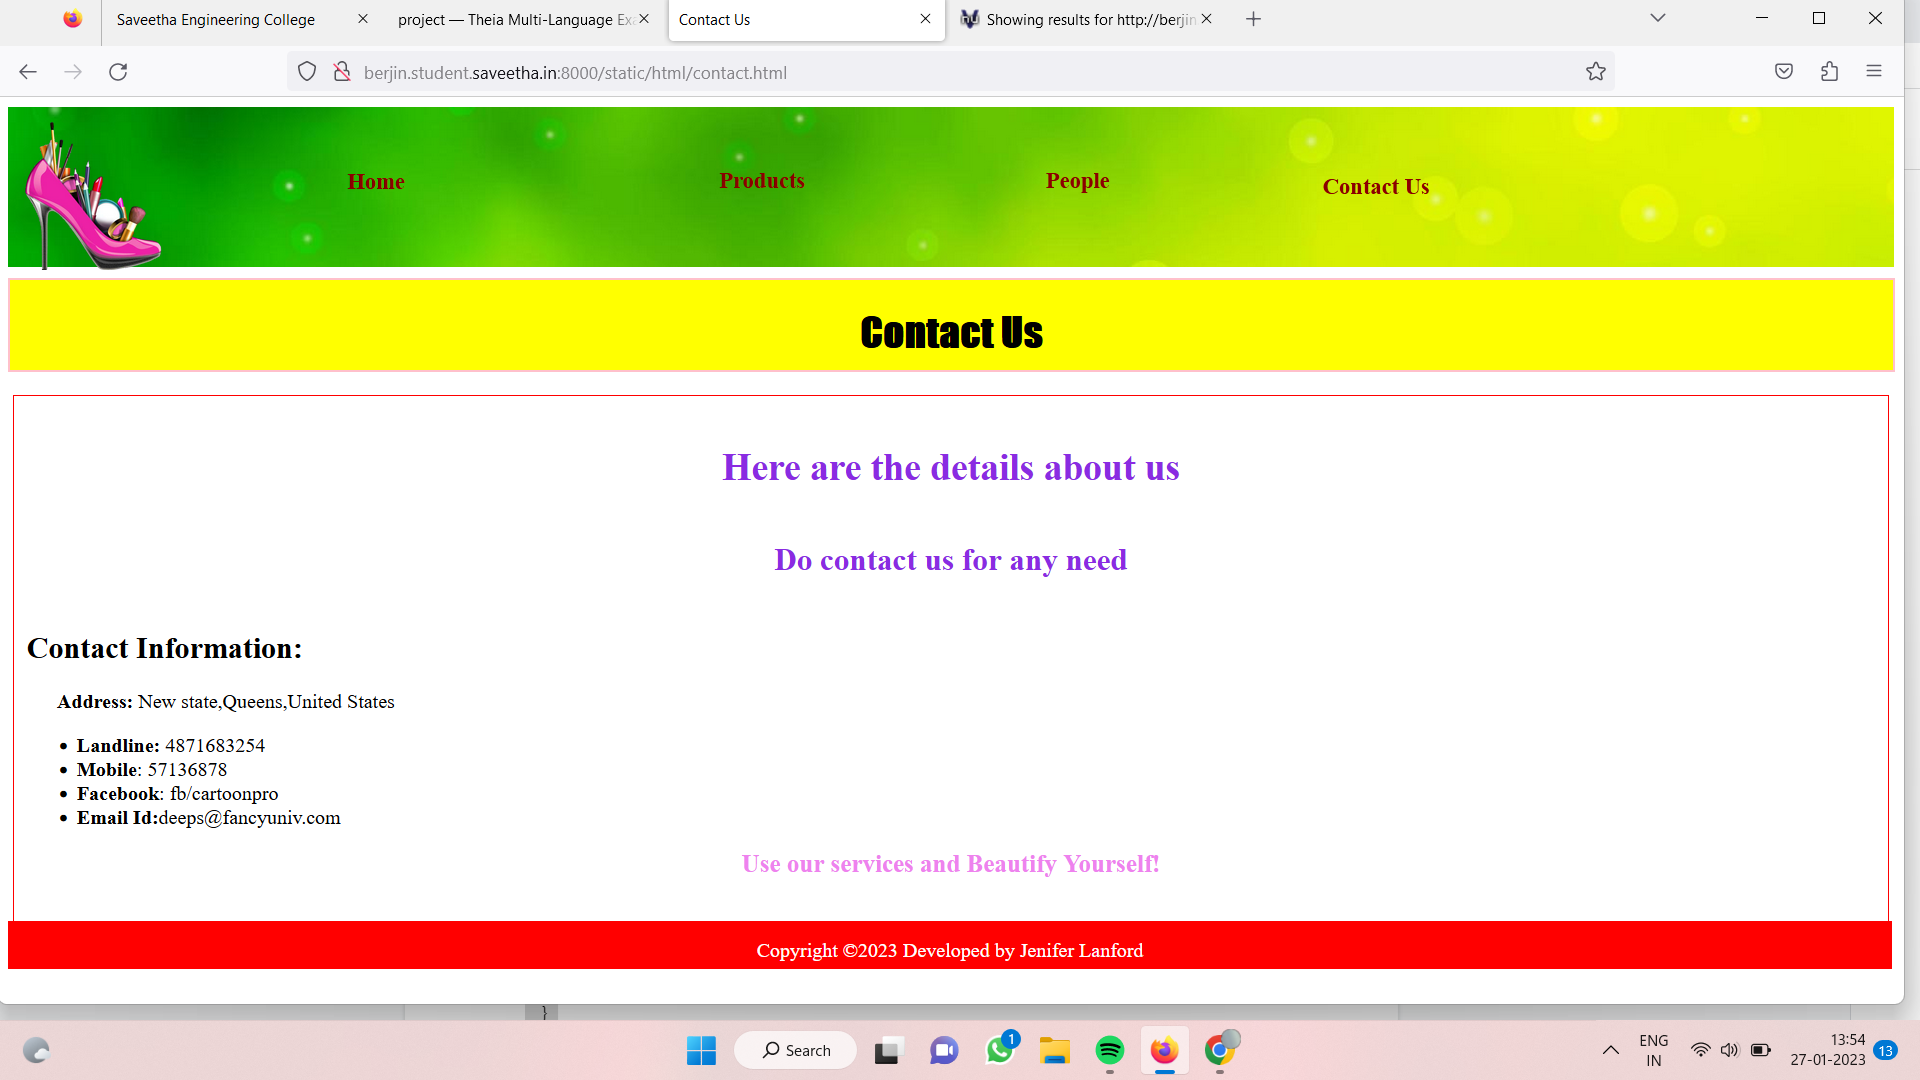 Saveetha Engineering College
project — Theia Multi-Language Exa
Contact Us
Showing results for http://berjin
berjin.student.saveetha.in:8000/static/html/contact.html
Home
Products
People
Contact Us
Contact Us
Here are the details about us
Do contact us for any need
Contact Information:
Address: New state,Queens,United States
• Landline: 4871683254
• Mobile: 57136878
• Facebook: fb/cartoonpro
• Email Id:deeps@fancyuniv.com
Use our services and Beautify Yourself!
Copyright ©2023 Developed by Jenifer Lanford
}
Search
1
ENG
IN
13:54
27-01-2023
13